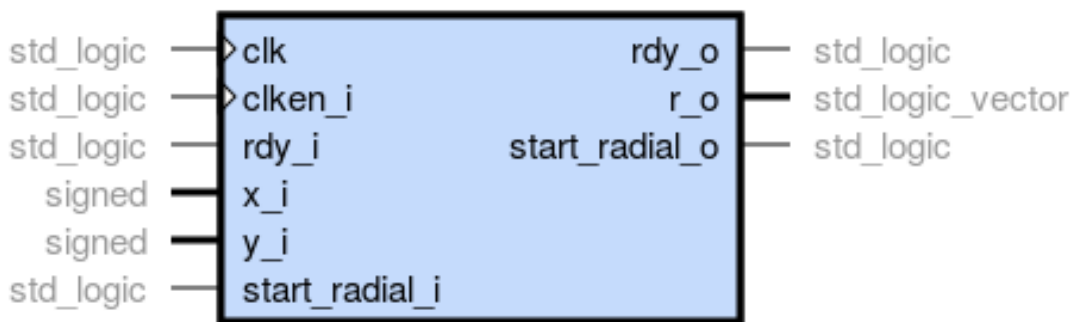 std_logic clk rdy_o std_logic
std_logic clken_i r_o std_logic_vector
std_logic rdy_i start_radial_o std_logic
signed x_i
signed y_i
std_logic start_radial_i